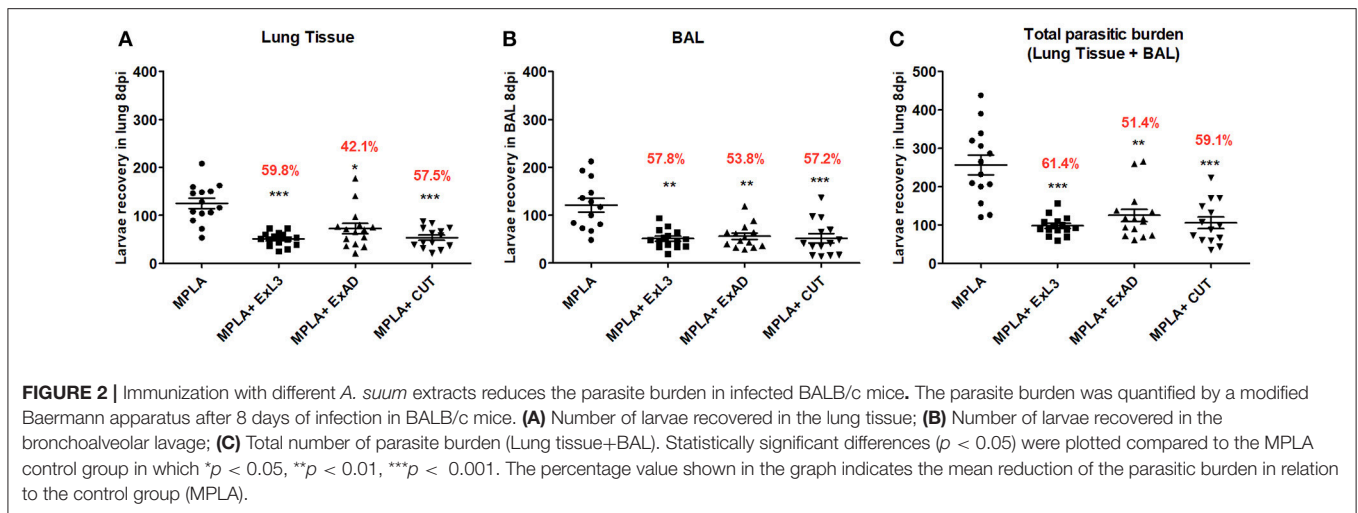 A Lung Tissue
Larvae recovery in lung 8dpi
400
300
200
100
0
59.8%
***
42.1%
*
57.5%
***
MPLA
MPLA+ ExL3
MPLA+ ExAD
MPLA+ CUT
B BAL
Larvae recovery in BAL 8dpi
400
300
200
100
0
57.8%
**
53.8%
**
57.2%
***
MPLA
MPLA+ ExL3
MPLA+ ExAD
MPLA+ CUT
C Total parasitic burden
(Lung Tissue + BAL)
Larvae recovery in lung 8dpi
500
400
300
200
100
0
61.4%
***
51.4%
**
59.1%
***
MPLA
MPLA+ ExL3
MPLA+ ExAD
MPLA+ CUT
FIGURE 2 | Immunization with different A. suum extracts reduces the parasite burden in infected BALB/c mice. The parasite burden was quantified by a modified
Baermann apparatus after 8 days of infection in BALB/c mice. (A) Number of larvae recovered in the lung tissue; (B) Number of larvae recovered in the
bronchoalveolar lavage; (C) Total number of parasite burden (Lung tissue+BAL). Statistically significant differences (p < 0.05) were plotted compared to the MPLA
control group in which *p < 0.05, **p < 0.01, ***p < 0.001. The percentage value shown in the graph indicates the mean reduction of the parasitic burden in relation
to the control group (MPLA).